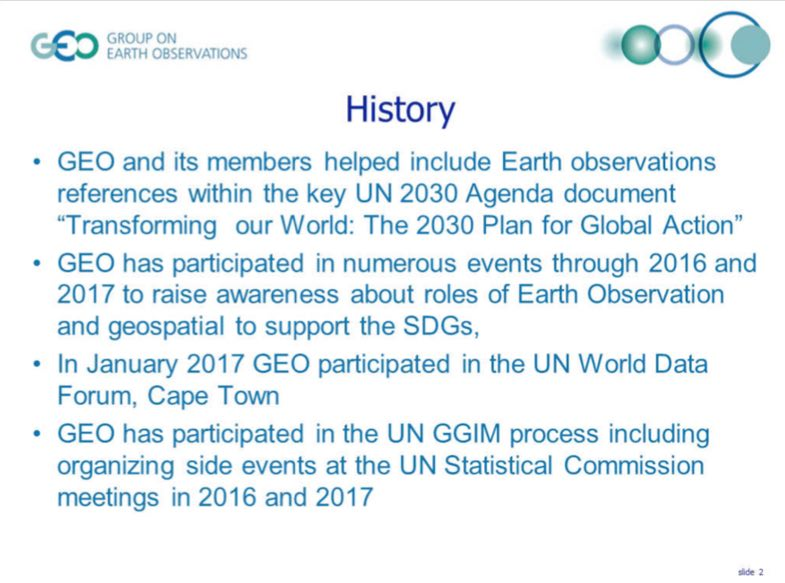 GEO GROUP ON
EARTH OBSERVATIONS
History
• GEO and its members helped include Earth observations
references within the key UN 2030 Agenda document
“Transforming our World: The 2030 Plan for Global Action”
• GEO has participated in numerous events through 2016 and
2017 to raise awareness about roles of Earth Observation
and geospatial to support the SDGs,
• In January 2017 GEO participated in the UN World Data
Forum, Cape Town
• GEO has participated in the UN GGIM process including
organizing side events at the UN Statistical Commission
meetings in 2016 and 2017
slide 2